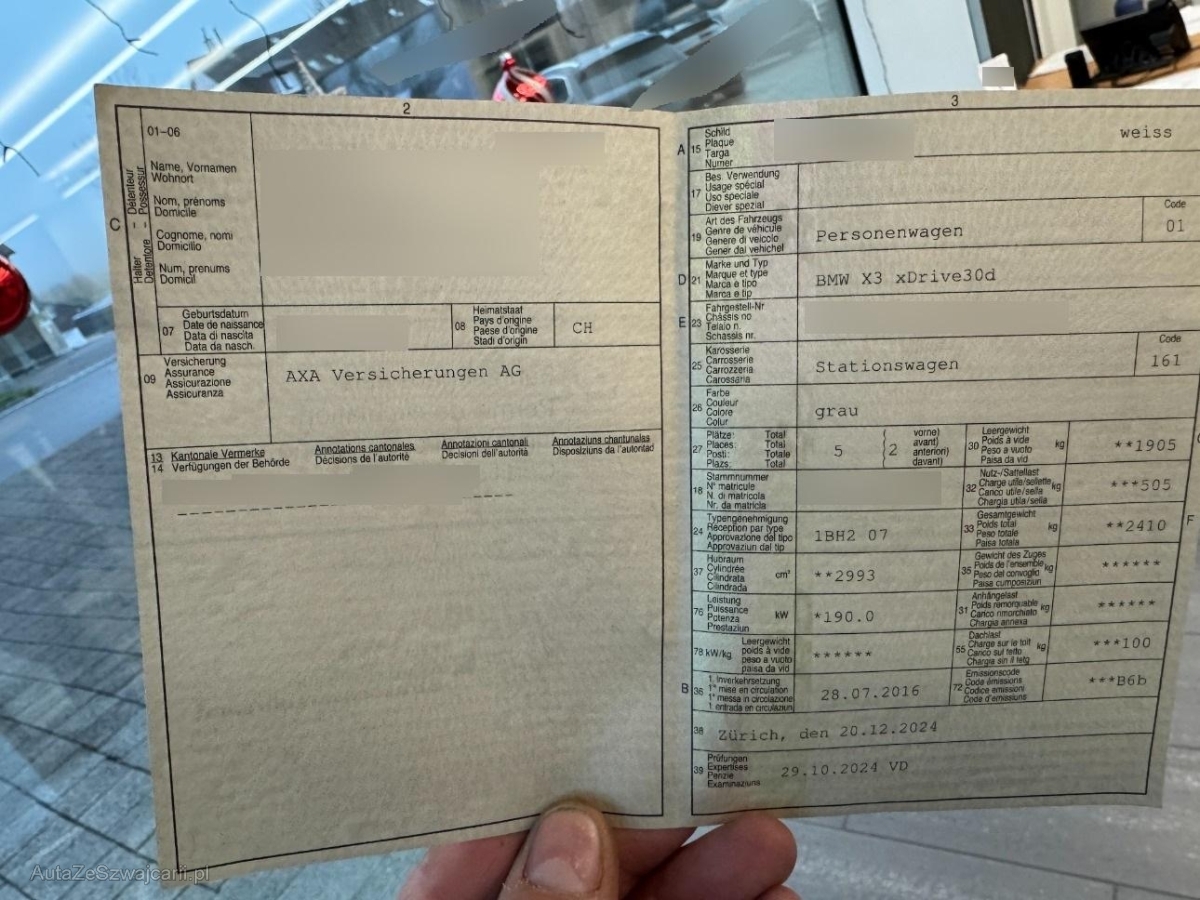 2
01-06
Name, Vornamen
Wohnort
Nom, prénoms
Domicile
Cognome, nomi
Domicilio
Num, prenums
Domicil
C
Halter - Détenteur
Detentore - Possessur
07
Geburtsdatum
Date de naissance
Data di nascita
Data da nasch.
08
Heimatstaat
Pays d'origine
Paese d'origine
Stadi d'origin
CH
09
Versicherung
Assurance
Assicurazione
Assicuranza
AXA Versicherungen AG
13 Kantonale Vermerke Annotations cantonales Annotazioni cantonali Annotaziuns chantunalas
14 Verfügungen der Behörde Décisions de l'autorité Decisioni dell'autorità Disposiziuns da l'autoritad
3
A 15
Schild
Plaque
Targa
Numer
weiss
17
Bes. Verwendung
Usage spécial
Uso speciale
Diever spezial
19
Art des Fahrzeugs
Genre de véhicule
Genere di veicolo
Gener dal vehichel
Personenwagen
Code
01
D 21
Marke und Typ
Marque et type
Marca e tipo
Marca e tip
BMW X3 xDrive30d
E 23
Fahrgestell-Nr
Châssis no
Telaio n.
Schassis nr.
25
Karosserie
Carrosserie
Carrozzeria
Carossaria
Stationswagen
Code
161
26
Farbe
Couleur
Colore
Colur
grau
27
Plätze: Total
Places: Total
Posti: Totale
Plazs: Total
5
2
vorne)
avant)
anteriori)
davant)
30
Leergewicht
Poids à vide
Peso a vuoto
Paisa da vid
kg
**1905
18
Stammnummer
N° matricule
N. di matricola
Nr. da matricla
32
Nutz-/Sattellast
Charge utile/sellette
Carico utile/sella
Chargia utila/sella
kg
***505
24
Typengenehmigung
Réception par type
Approvazione del tipo
Approvaziun dal tip
1BH2 07
33
Gesamtgewicht
Poids total
Peso totale
Paisa totala
kg
**2410
F
37
Hubraum
Cylindrée
Cilindrata
Cilindrada
cm³
**2993
35
Gewicht des Zuges
Poids de l'ensemble
Peso del convoglio
Paisa cumposiziun
kg
******
76
Leistung
Puissance
Potenza
Prestaziun
kW
*190.0
31
Anhängelast
Poids remorquable
Carico rimorchiato
Chargia annexa
kg
******
78 kW/kg
Leergewicht
poids à vide
peso a vuoto
paisa da vid
******
55
Dachlast
Charge sur le toit
Carico sul tetto
Chargia sin il tetg
kg
***100
B 36
1. Inverkehrsetzung
1re mise en circulation
1a messa in circolazione
1 entrada en circulaziun
28.07.2016
72
Emissionscode
Code émissions
Codice emissioni
Code d'emissiuns
***B6b
38
Zürich, den 20.12.2024
39
Prüfungen
Expertises
Perizie
Examinaziuns
29.10.2024 VD
AutaZeSzwajcarii.pl